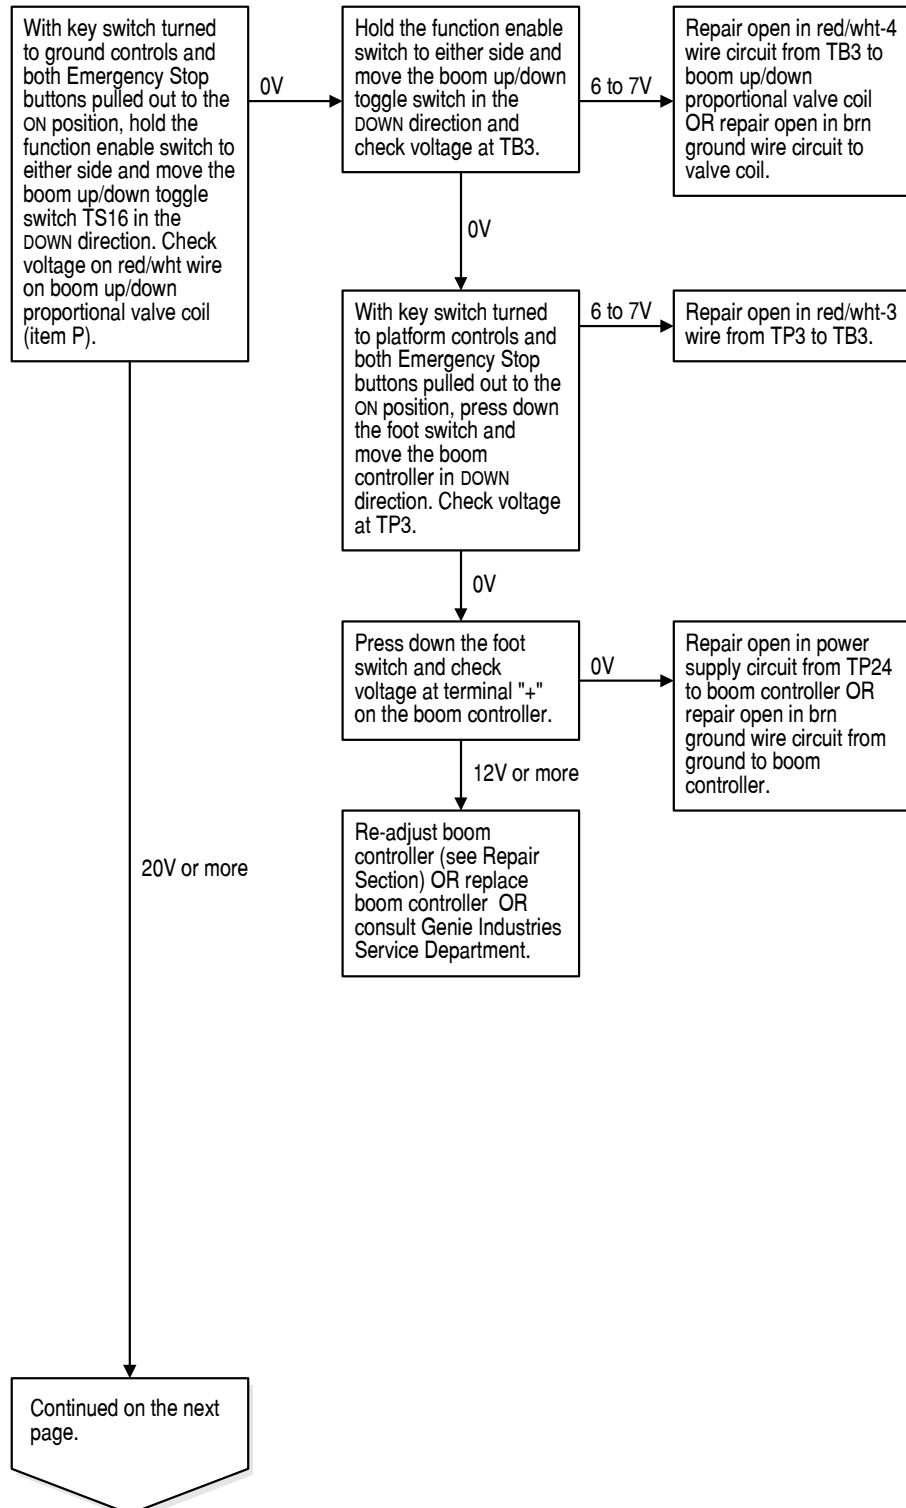 With key switch turned
to ground controls and
both Emergency Stop
buttons pulled out to the
ON position, hold the
function enable switch to
either side and move the
boom up/down toggle
switch TS16 in the
DOWN direction. Check
voltage on red/wht wire
on boom up/down
proportional valve coil
(item P).
0V
Hold the function enable
switch to either side and
move the boom up/down
toggle switch in the
DOWN direction and
check voltage at TB3.
6 to 7V
Repair open in red/wht-4
wire circuit from TB3 to
boom up/down
proportional valve coil
OR repair open in brn
ground wire circuit to
valve coil.
0V
With key switch turned
to platform controls and
both Emergency Stop
buttons pulled out to the
ON position, press down
the foot switch and
move the boom
controller in DOWN
direction. Check voltage
at TP3.
6 to 7V
Repair open in red/wht-3
wire from TP3 to TB3.
0V
Press down the foot
switch and check
voltage at terminal "+"
on the boom controller.
0V
Repair open in power
supply circuit from TP24
to boom controller OR
repair open in brn
ground wire circuit from
ground to boom
controller.
12V or more
Re-adjust boom
controller (see Repair
Section) OR replace
boom controller OR
consult Genie Industries
Service Department.
20V or more
Continued on the next
page.